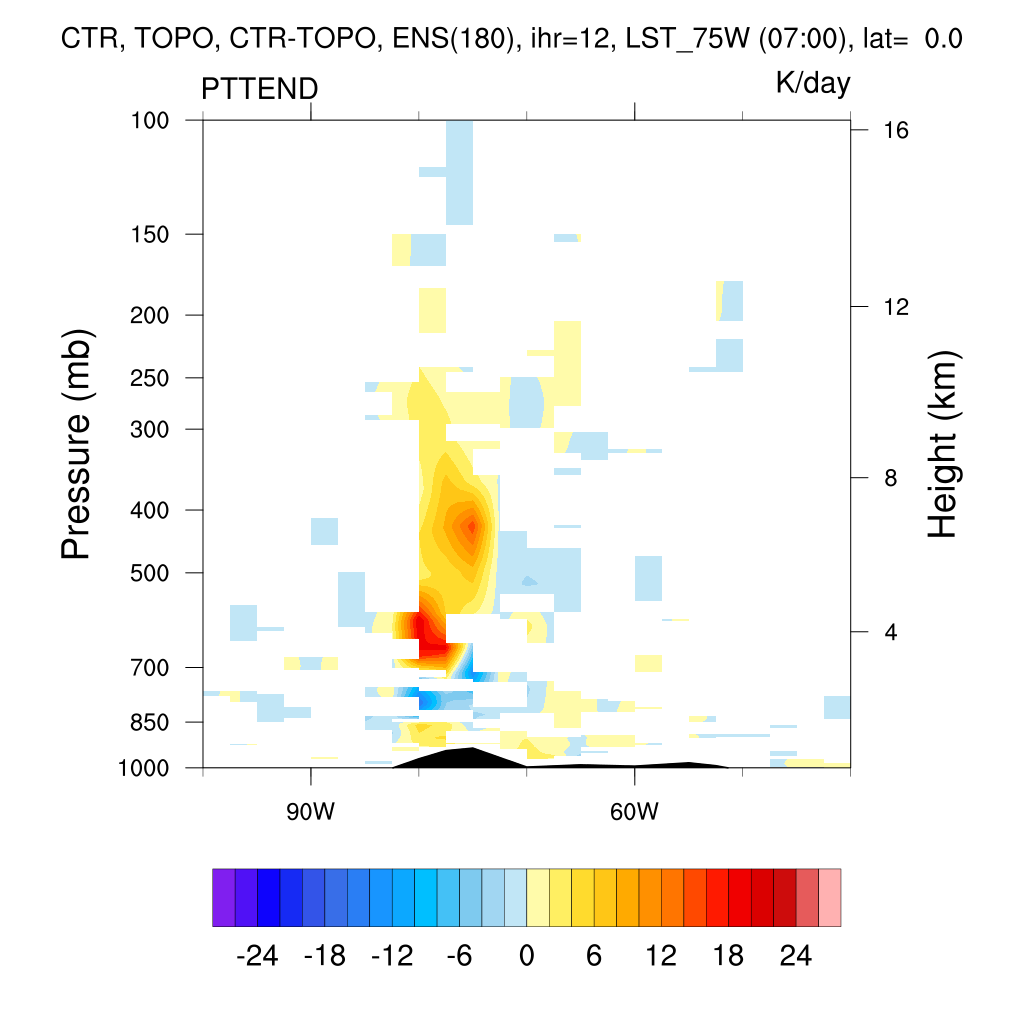 CTR, TOPO, CTR-TOPO, ENS(180), ihr=12, LST_75W (07:00), lat=  0.0
PTTEND
K/day
100
150
200
250
300
400
500
700
850
1000
Pressure (mb)
16
12
8
4
Height (km)
90W
60W
-24 -18 -12 -6 0 6 12 18 24